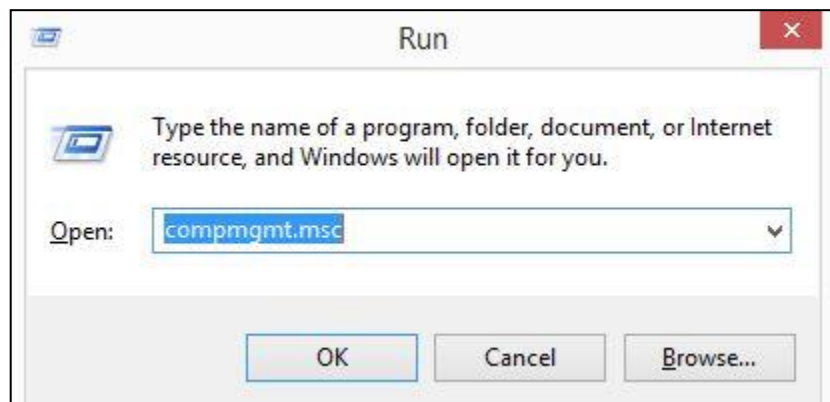 Run
Type the name of a program, folder, document, or Internet
resource, and Windows will open it for you.
Open: compmgmt.msc
OK Cancel Browse...